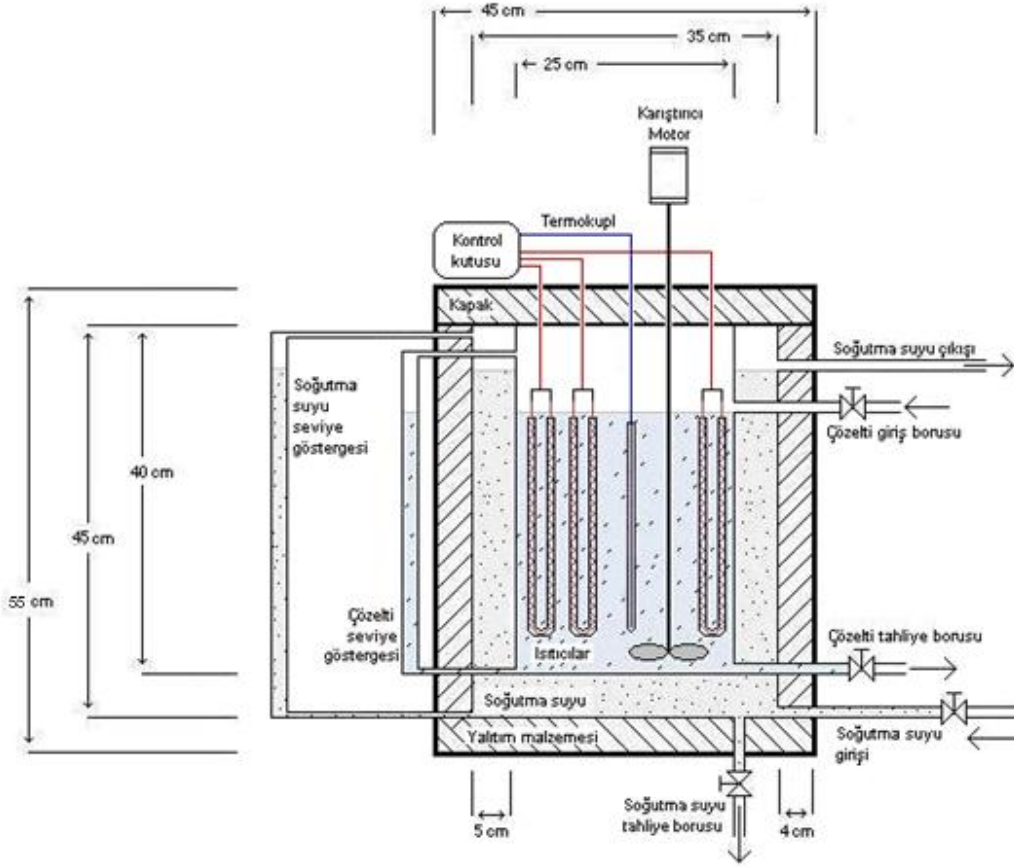 45 cm
35 cm
25 cm
Karıştırıcı
Motor
Termokupl
Kontrol
kutusu
Kapak
Soğutma suyu çıkışı
Soğutma
suyu
seviye
göstergesi
Çözelti giriş borusu
40 cm
45 cm
55 cm
Çözelti
seviye
göstergesi
Isıtıcılar
Çözelti tahliye borusu
Soğutma suyu
Yalıtım malzemesi
Soğutma suyu
girişi
5 cm
Soğutma suyu
tahliye borusu
4 cm